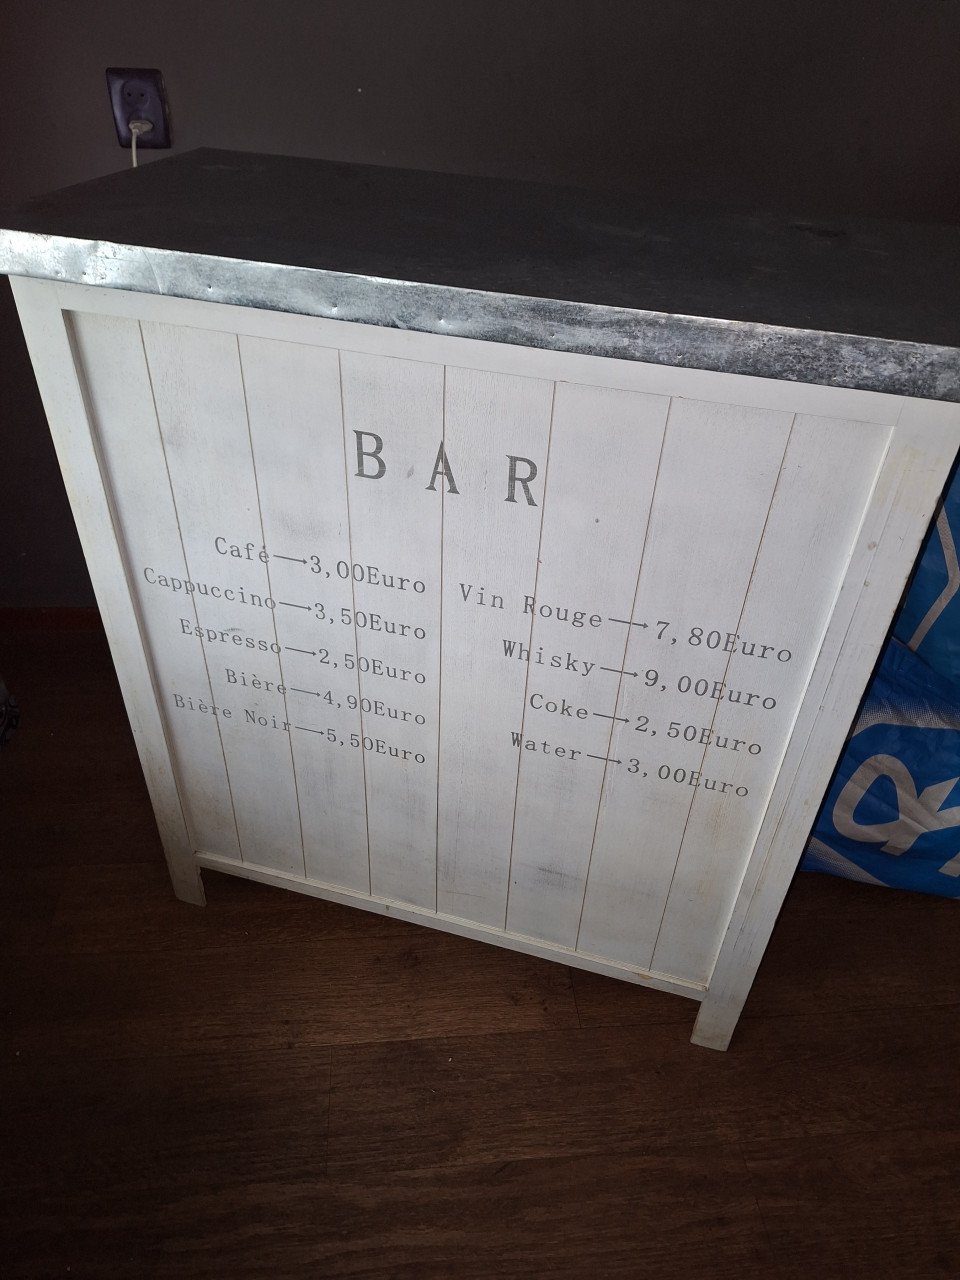 BAR
Café→3,00Euro
Cappuccino→3,50Euro
Espresso→2,50Euro
Bière→4,90Euro
Bière Noir→5,50Euro
Vin Rouge→7,80Euro
Whisky→9,00Euro
Coke→2,50Euro
Water→3,00Euro